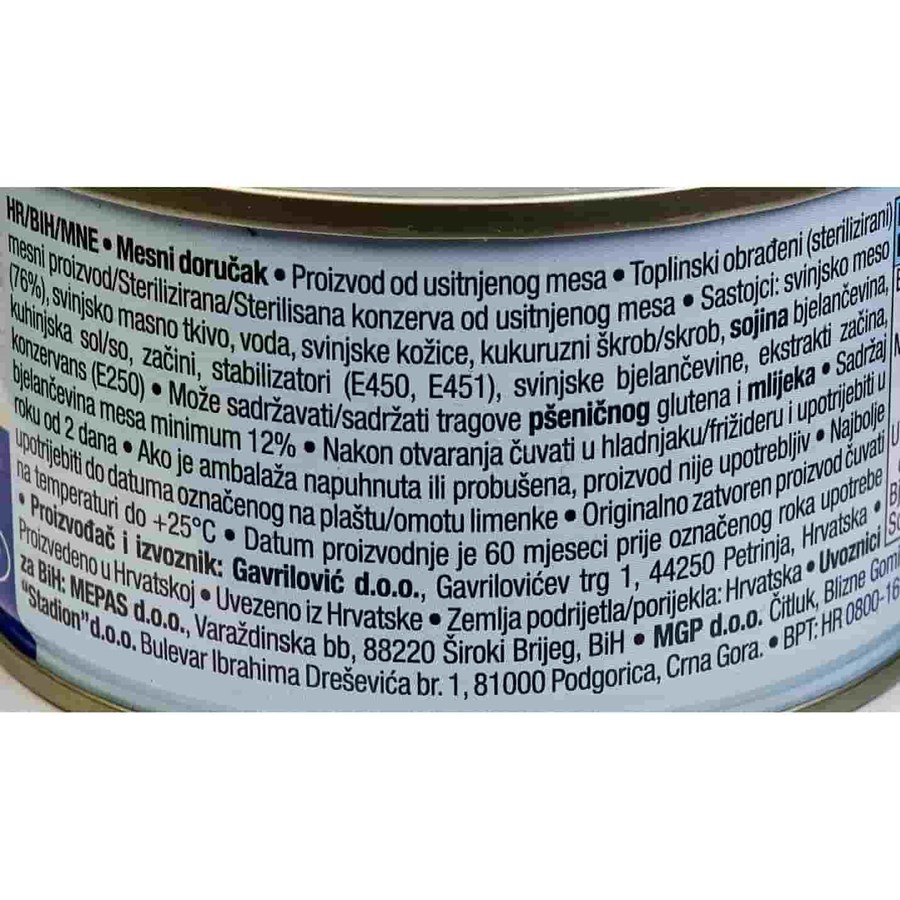 HR/BIH/MNE • Mesni doručak • Proizvod od usitnjenog mesa • Toplinski obrađeni (sterilizirani)
mesni proizvod/Sterilizirana/Sterilisana konzerva od usitnjenog mesa • Sastojci: svinjsko meso
(76%), svinjsko masno tkivo, voda, svinjske kožice, kukuruzni škrob/skrob, sojina bjelančevina,
kuhinjska sol/so, začini, stabilizatori (E450, E451), svinjske bjelančevine, ekstrakti začina,
konzervans (E250) • Može sadržavati/sadržati tragove pšeničnog glutena i mlijeka • Sadržaj
bjelančevina mesa minimum 12% • Nakon otvaranja čuvati u hladnjaku/frižideru i upotrijebiti u
roku od 2 dana • Ako je ambalaža napuhnuta ili probušena, proizvod nije upotrebljiv • Najbolje
upotrijebiti do datuma označenog na plaštu/omotu limenke • Originalno zatvoren proizvod čuvati
na temperaturi do +25°C • Datum proizvodnje je 60 mjeseci prije označenog roka upotrebe
• Proizvođač i izvoznik: Gavrilović d.o.o., Gavrilovićev trg 1, 44250 Petrinja, Hrvatska •
Proizvedeno u Hrvatskoj • Uvezeno iz Hrvatske • Zemlja podrijetla/porijekla: Hrvatska • Uvoznici
za BiH: MEPAS d.o.o., Varaždinska bb, 88220 Široki Brijeg, BiH • MGP d.o.o. Čitluk, Blizne Gomi
"Stadion" d.o.o. Bulevar Ibrahima Dreševića br. 1, 81000 Podgorica, Crna Gora. • BPT: HR 0800-16